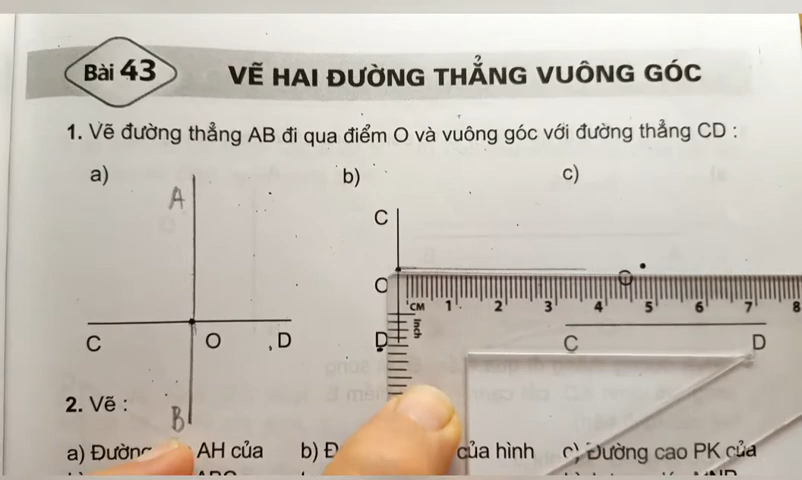 Bài 43
VẼ HAI ĐƯỜNG THẲNG VUÔNG GÓC
1. Vẽ đường thẳng AB đi qua điểm O và vuông góc với đường thẳng CD :
a)
b)
c)
A
C
O
CM 1 2 3 4 5 6 7 8
Inch
C O D
D
C D
2. Vẽ :
B
a) Đường AH của
b) Đ của hình
c) Đường cao PK của